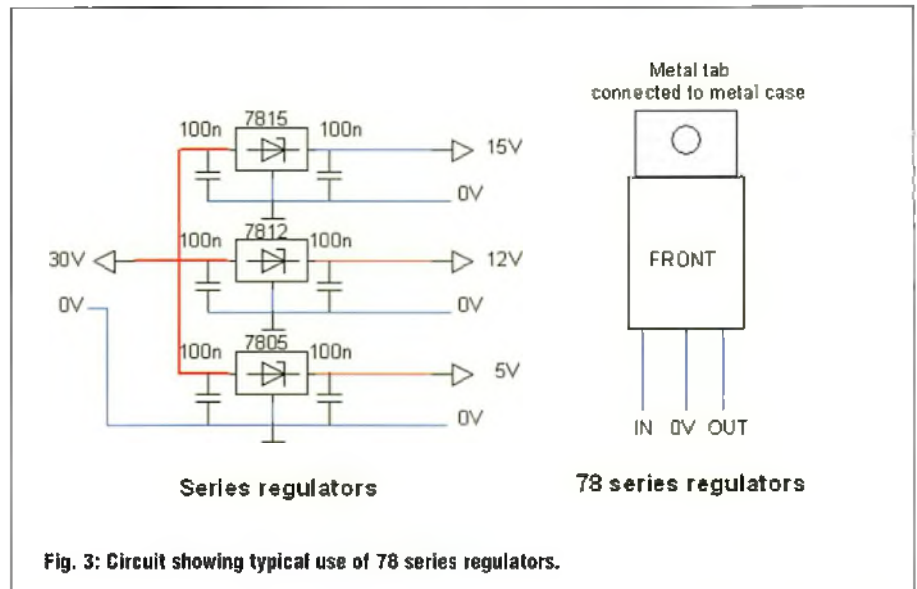 7815
100n 100n
15V
0V
7812
100n 100n
30V
12V
0V
0V
7805
100n 100n
5V
0V
Series regulators
Metal tab
connected to metal case
FRONT
IN 0V OUT
78 series regulators
Fig. 3: Circuit showing typical use of 78 series regulators.